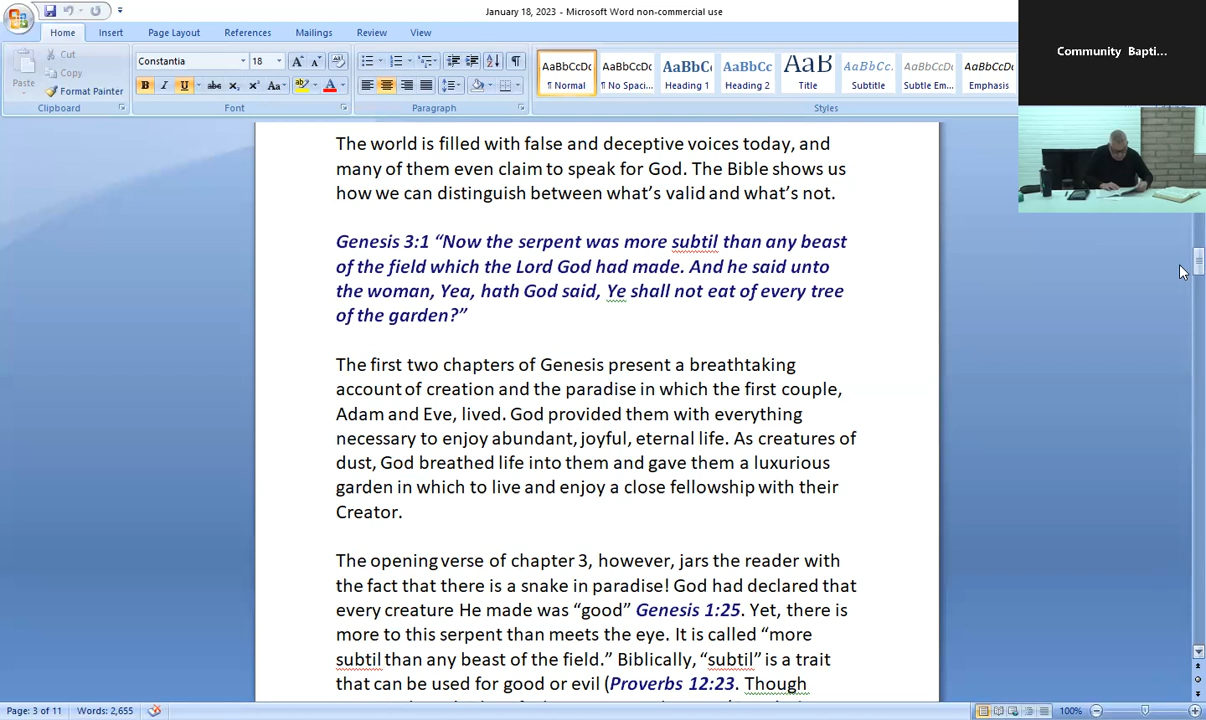 January 18, 2023 - Microsoft Word non-commercial use
Home Insert Page Layout References Mailings Review View
Paste
Cut
Copy
Format Painter
Clipboard
Constantia 18
Font
Paragraph
AaBbCcDc AaBbCcDc AaBbCc AaBbCc AaB AaBbCc. AaBbCcDc AaBbCcDc
¶ Normal ¶ No Spaci... Heading 1 Heading 2 Title Subtitle Subtle Em... Emphasis
Styles
Community Bapti...
The world is filled with false and deceptive voices today, and
many of them even claim to speak for God. The Bible shows us
how we can distinguish between what’s valid and what’s not.
Genesis 3:1 “Now the serpent was more subtil than any beast
of the field which the Lord God had made. And he said unto
the woman, Yea, hath God said, Ye shall not eat of every tree
of the garden?”
The first two chapters of Genesis present a breathtaking
account of creation and the paradise in which the first couple,
Adam and Eve, lived. God provided them with everything
necessary to enjoy abundant, joyful, eternal life. As creatures of
dust, God breathed life into them and gave them a luxurious
garden in which to live and enjoy a close fellowship with their
Creator.
The opening verse of chapter 3, however, jars the reader with
the fact that there is a snake in paradise! God had declared that
every creature He made was “good” Genesis 1:25. Yet, there is
more to this serpent than meets the eye. It is called “more
subtil than any beast of the field.” Biblically, “subtil” is a trait
that can be used for good or evil (Proverbs 12:23. Though
Page: 3 of 11 Words: 2,655 100%